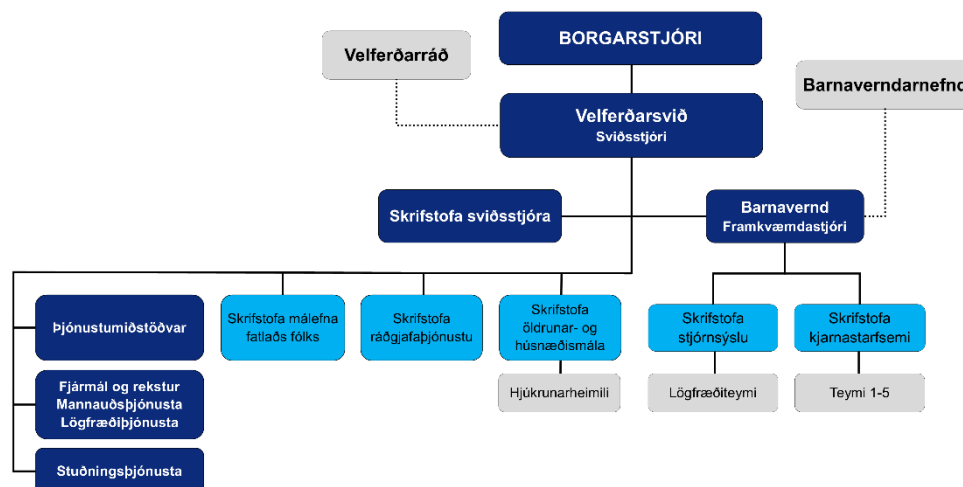 BORGARSTJÓRI
Velferðarráð
Barnaverndarnefnd
Velferðarsvið
Sviðsstjóri
Skrifstofa sviðsstjóra
Barnavernd
Framkvæmdastjóri
Þjónustumiðstöðvar
Skrifstofa málefna
fatlaðs fólks
Skrifstofa
ráðgjafaþjónustu
Skrifstofa
öldrunar- og
húsnæðismála
Skrifstofa
stjórnsýslu
Skrifstofa
kjarnastarfsemi
Fjármál og rekstur
Mannauðsþjónusta
Lögfræðiþjónusta
Hjúkrunarheimili
Lögfræðiteymi
Teymi 1-5
Stuðningsþjónusta